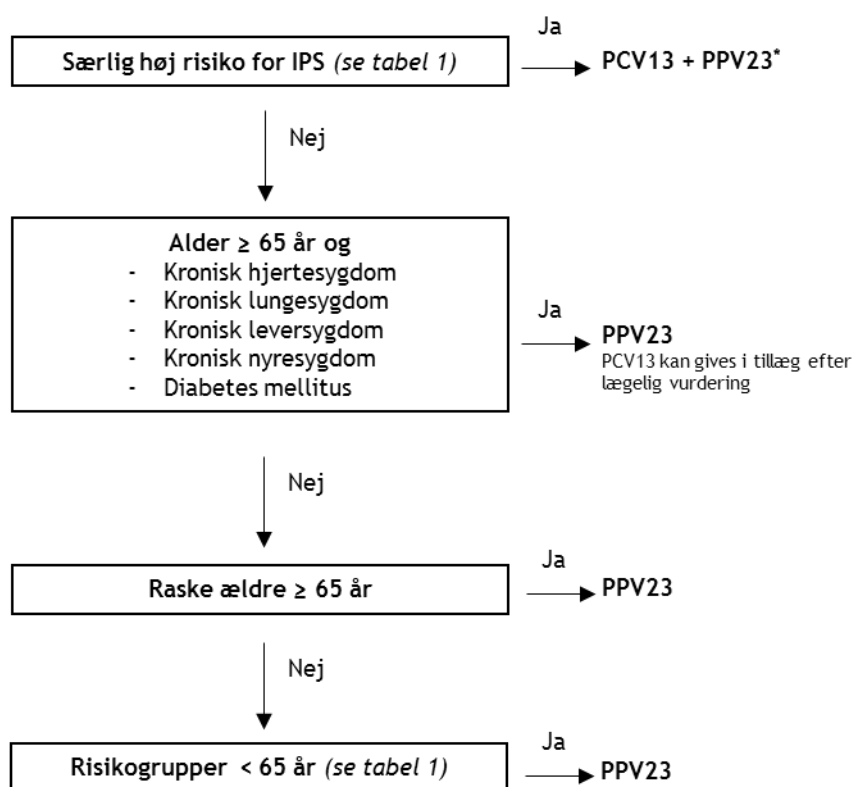 Ja
Særlig høj risiko for IPS (se tabel 1)
PCV13 + PPV23*
Nej
Alder ≥ 65 år og
- Kronisk hjertesygdom
- Kronisk lungesygdom
- Kronisk leversygdom
- Kronisk nyresygdom
- Diabetes mellitus
Ja
PPV23
PCV13 kan gives i tillæg efter
lægelig vurdering
Nej
Ja
Raske ældre ≥ 65 år
PPV23
Nej
Ja
Risikogrupper < 65 år (se tabel 1)
PPV23